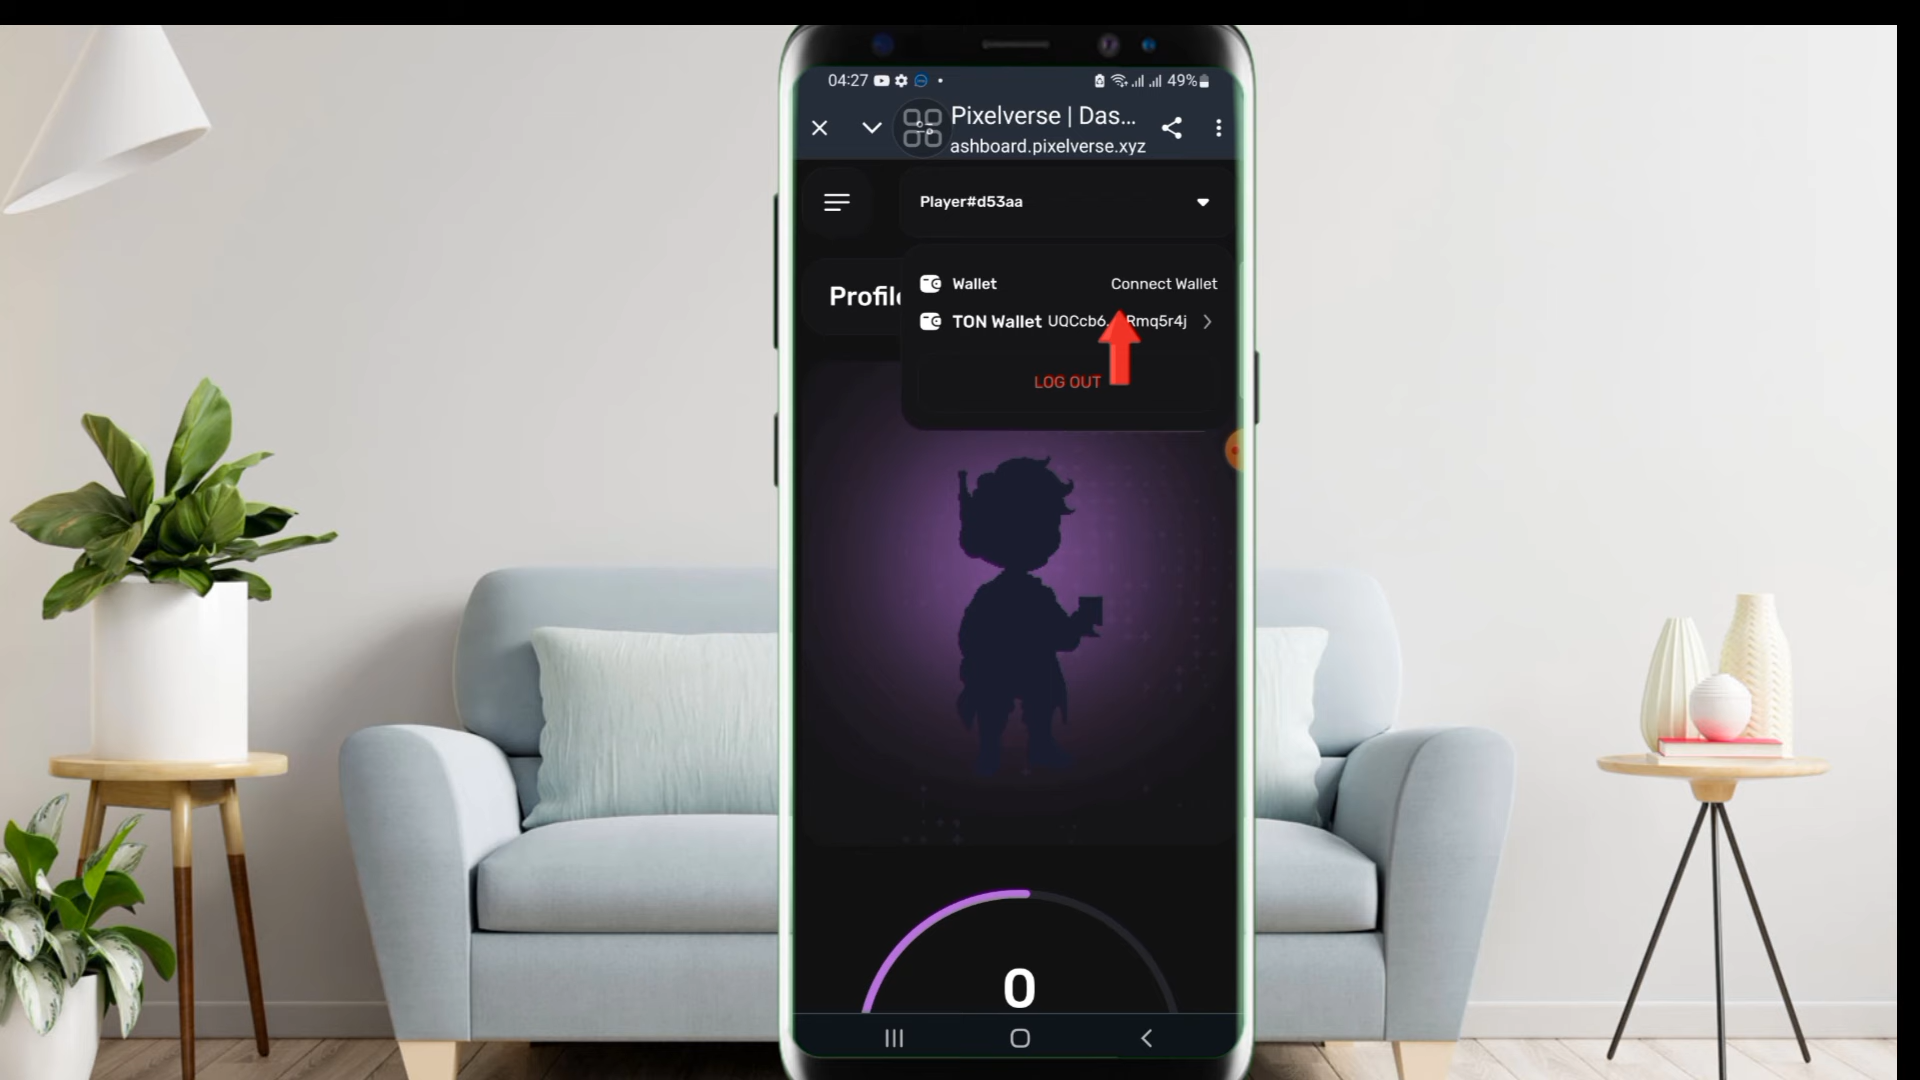 04:27
49%
Pixelverse | Das...
ashboard.pixelverse.xyz
Player#d53aa
Profile
Wallet Connect Wallet
TON Wallet UQCcb6. Rmq5r4j
LOG OUT
0